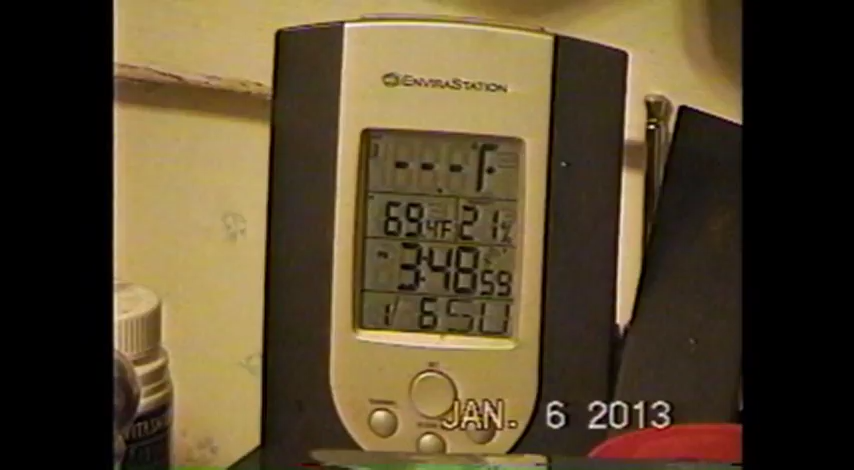 ENVIRASTATION
--.-°F
69.4°F 21%
3:48 59
1/ 6 SU
JAN. 6 2013